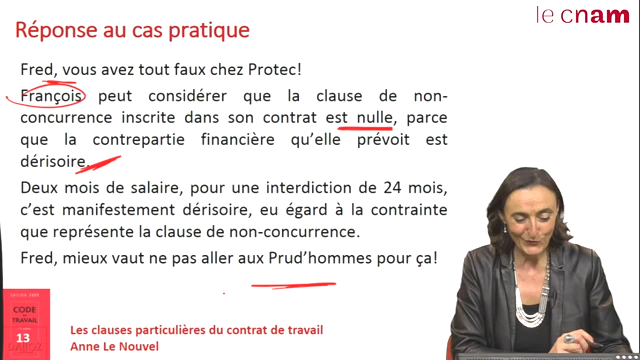 le cnam
Réponse au cas pratique
Fred, vous avez tout faux chez Protec!
François peut considérer que la clause de non-
concurrence inscrite dans son contrat est nulle, parce
que la contrepartie financière qu'elle prévoit est
dérisoire.
Deux mois de salaire, pour une interdiction de 24 mois,
c'est manifestement dérisoire, eu égard à la contrainte
que représente la clause de non-concurrence.
Fred, mieux vaut ne pas aller aux Prud'hommes pour ça!
CODE
TRAVAIL
13
Les clauses particulières du contrat de travail
Anne Le Nouvel